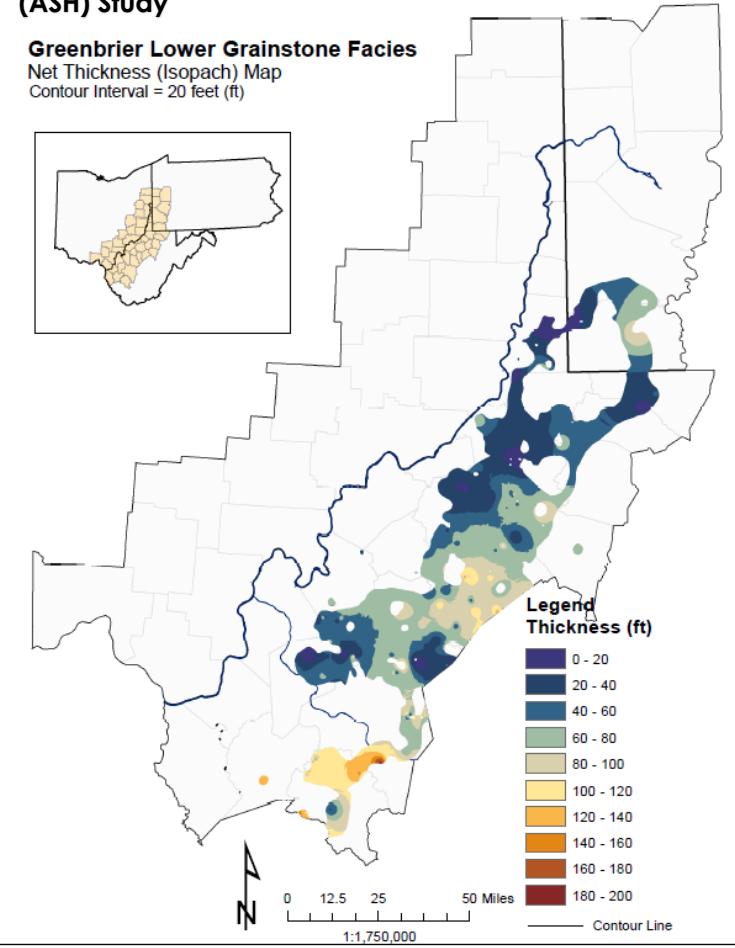 (ASH) Study
Greenbrier Lower Grainstone Facies
Net Thickness (Isopach) Map
Contour Interval = 20 feet (ft)
Legend
Thickness (ft)
0 - 20
20 - 40
40 - 60
60 - 80
80 - 100
100 - 120
120 - 140
140 - 160
160 - 180
180 - 200
Contour Line
N
0 12.5 25 50 Miles
1:1,750,000